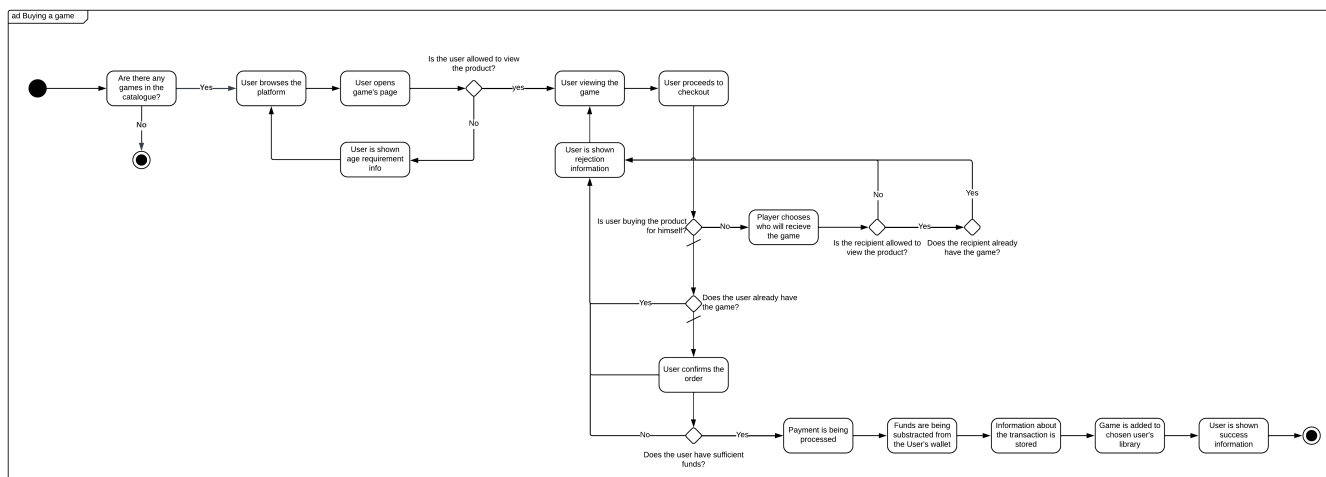 ad Buying a game
Are there any
games in the
catalogue?
Yes
No
User browses the
platform
User opens
game's page
Is the user allowed to view
the product?
yes
No
User is shown
age requirement
info
User viewing the
game
User proceeds to
checkout
User is shown
rejection
information
Is user buying the product
for himself?
No
Player chooses
who will recieve
the game
No
Is the recipient allowed to
view the product?
Yes
Yes
Does the recipient already
have the game?
Yes
Does the user already have
the game?
User confirms the
order
No
Does the user have sufficient
funds?
Yes
Payment is being
processed
Funds are being
substracted from
the User's wallet
Information about
the transaction is
stored
Game is added to
chosen user's
library
User is shown
success
information